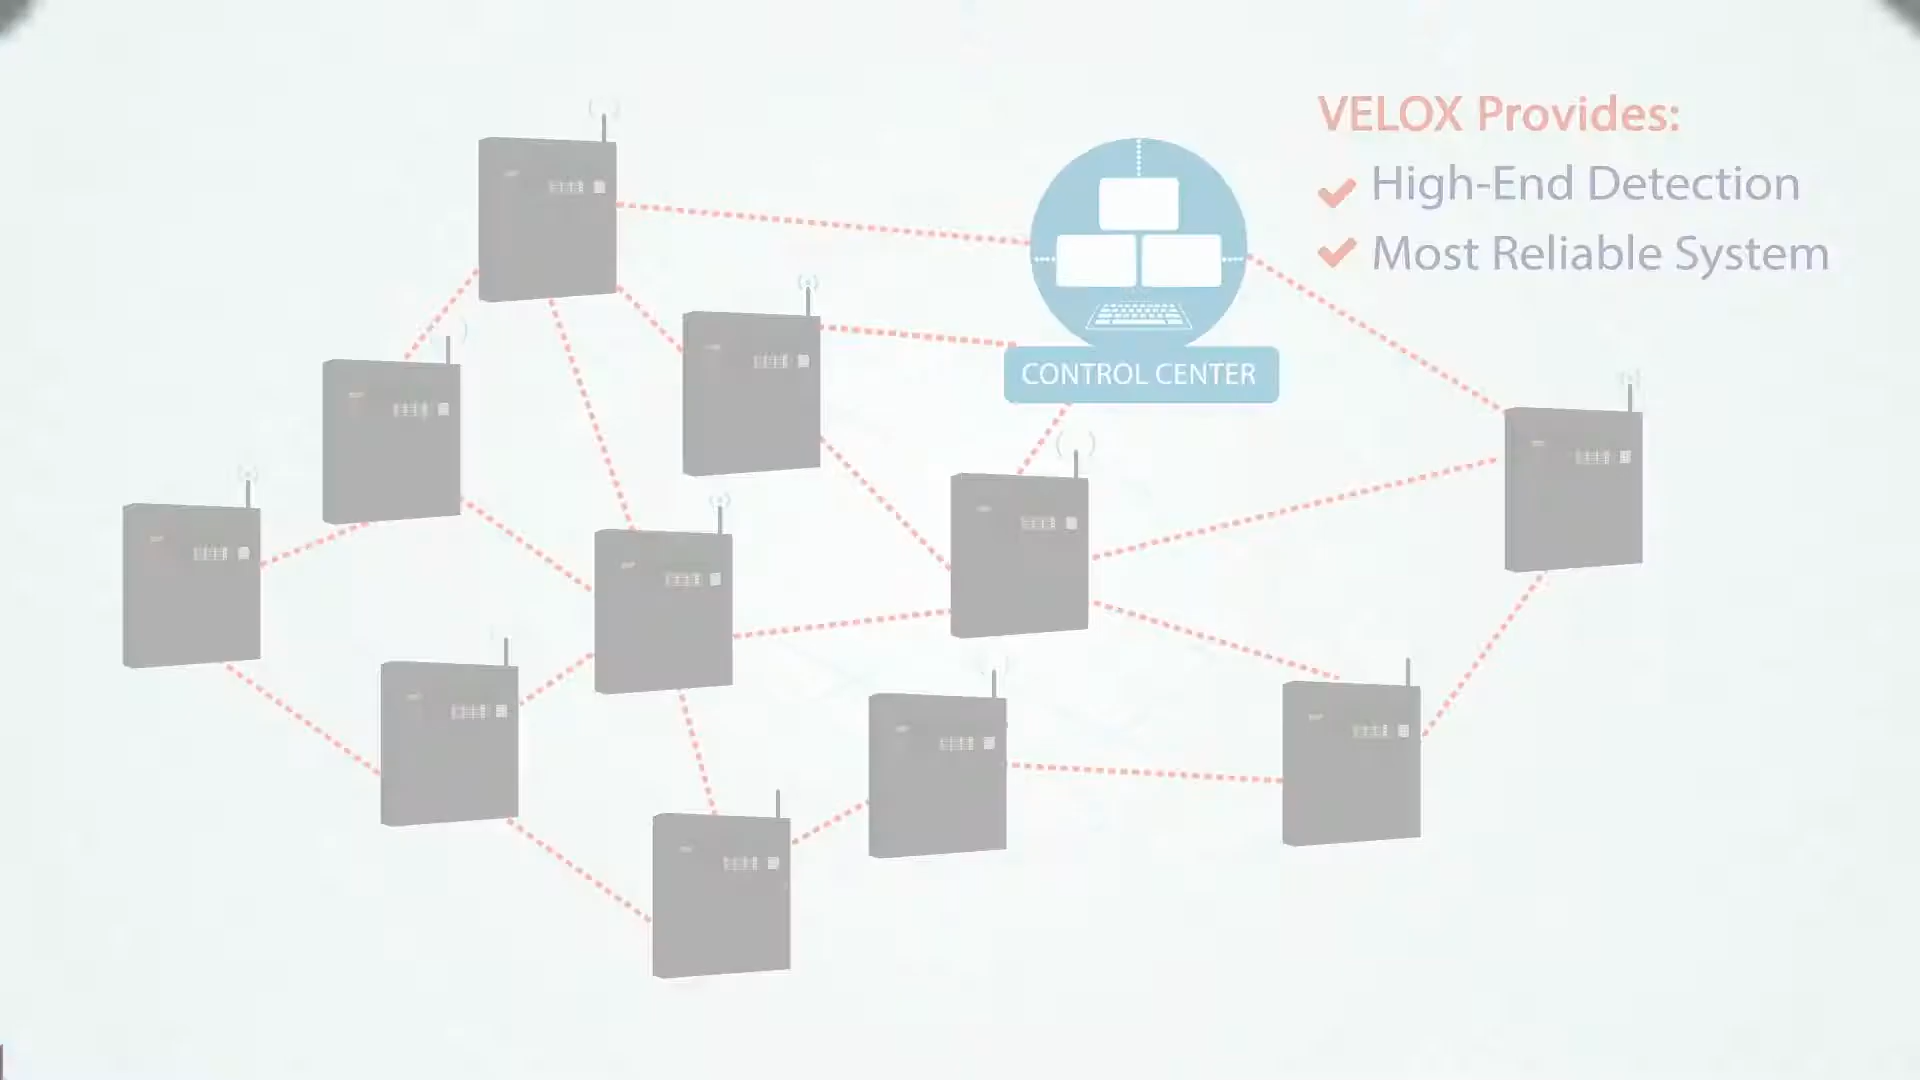 VELOX Provides:
High-End Detection
Most Reliable System
CONTROL CENTER